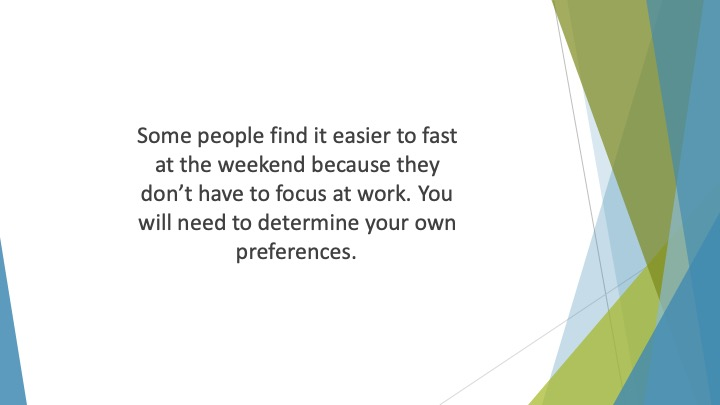 Some people find it easier to fast
at the weekend because they
don’t have to focus at work. You
will need to determine your own
preferences.